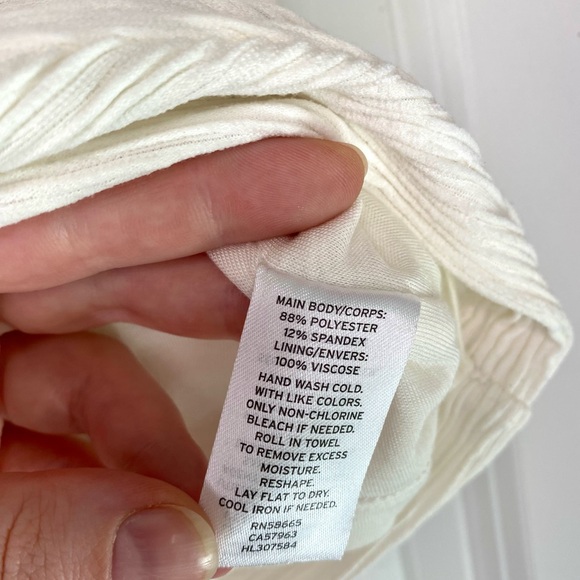 MAIN BODY/CORPS:
88% POLYESTER
12% SPANDEX
LINING/ENVERS:
100% VISCOSE
HAND WASH COLD.
WITH LIKE COLORS.
ONLY NON-CHLORINE
BLEACH IF NEEDED.
ROLL IN TOWEL
TO REMOVE EXCESS
MOISTURE.
RESHAPE.
LAY FLAT TO DRY.
COOL IRON IF NEEDED.
RN58665
CA57963
HL307584